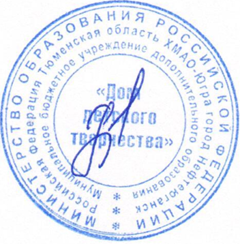 МИНИСТЕРСТВО ОБРАЗОВАНИЯ РОССИЙСКОЙ ФЕДЕРАЦИИ
Российская Федерация Тюменская область ХМАО-Югра город Нефтеюганск
Муниципальное бюджетное учреждение дополнительного образования
«Дом
детского
творчества»